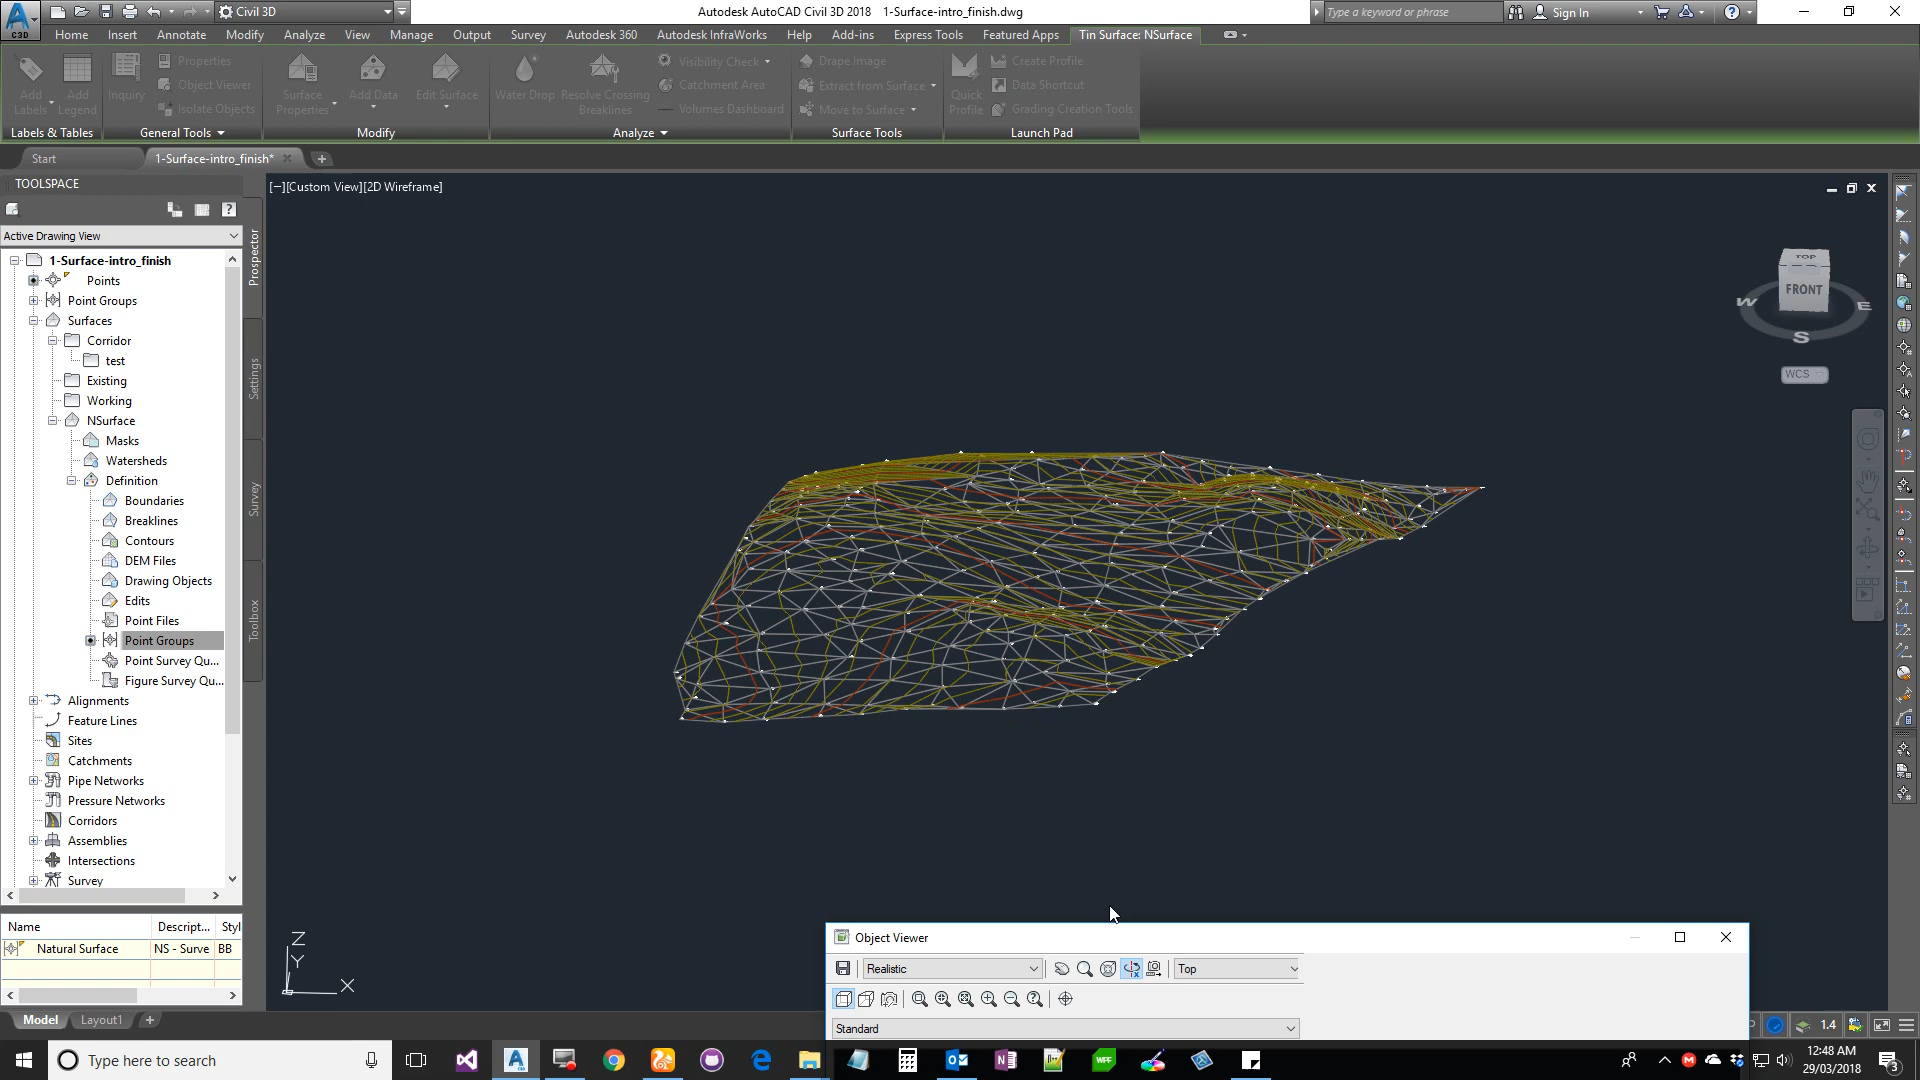 Civil 3D
Autodesk AutoCAD Civil 3D 2018 1-Surface-intro_finish.dwg
Type a keyword or phrase
Sign In
C3D
Home Insert Annotate Modify Analyze View Manage Output Survey Autodesk 360 Autodesk InfraWorks Help Add-ins Express Tools Featured Apps Tin Surface: NSurface
Add Labels
Add Legend
Inquiry
Properties
Object Viewer
Isolate Objects
Surface Properties
Add Data
Edit Surface
Water Drop
Resolve Crossing Breaklines
Visibility Check
Catchment Area
Volumes Dashboard
Drape Image
Extract from Surface
Move to Surface
Quick Profile
Create Profile
Data Shortcut
Grading Creation Tools
Labels & Tables General Tools Modify Analyze Surface Tools Launch Pad
Start 1-Surface-intro_finish*
TOOLSPACE
[−][Custom View][2D Wireframe]
Active Drawing View
1-Surface-intro_finish
Points
Point Groups
Surfaces
Corridor
test
Existing
Working
NSurface
Masks
Watersheds
Definition
Boundaries
Breaklines
Contours
DEM Files
Drawing Objects
Edits
Point Files
Point Groups
Point Survey Qu...
Figure Survey Qu...
Alignments
Feature Lines
Sites
Catchments
Pipe Networks
Pressure Networks
Corridors
Assemblies
Intersections
Survey
Prospector
Settings
Survey
Toolbox
TOP
FRONT
W
E
S
WCS
Name Descript... Styl
Natural Surface NS - Surve BB
Z
Y
X
Model Layout1
Object Viewer
Realistic
Top
Standard
1.4
Type here to search
12:48 AM
29/03/2018
3